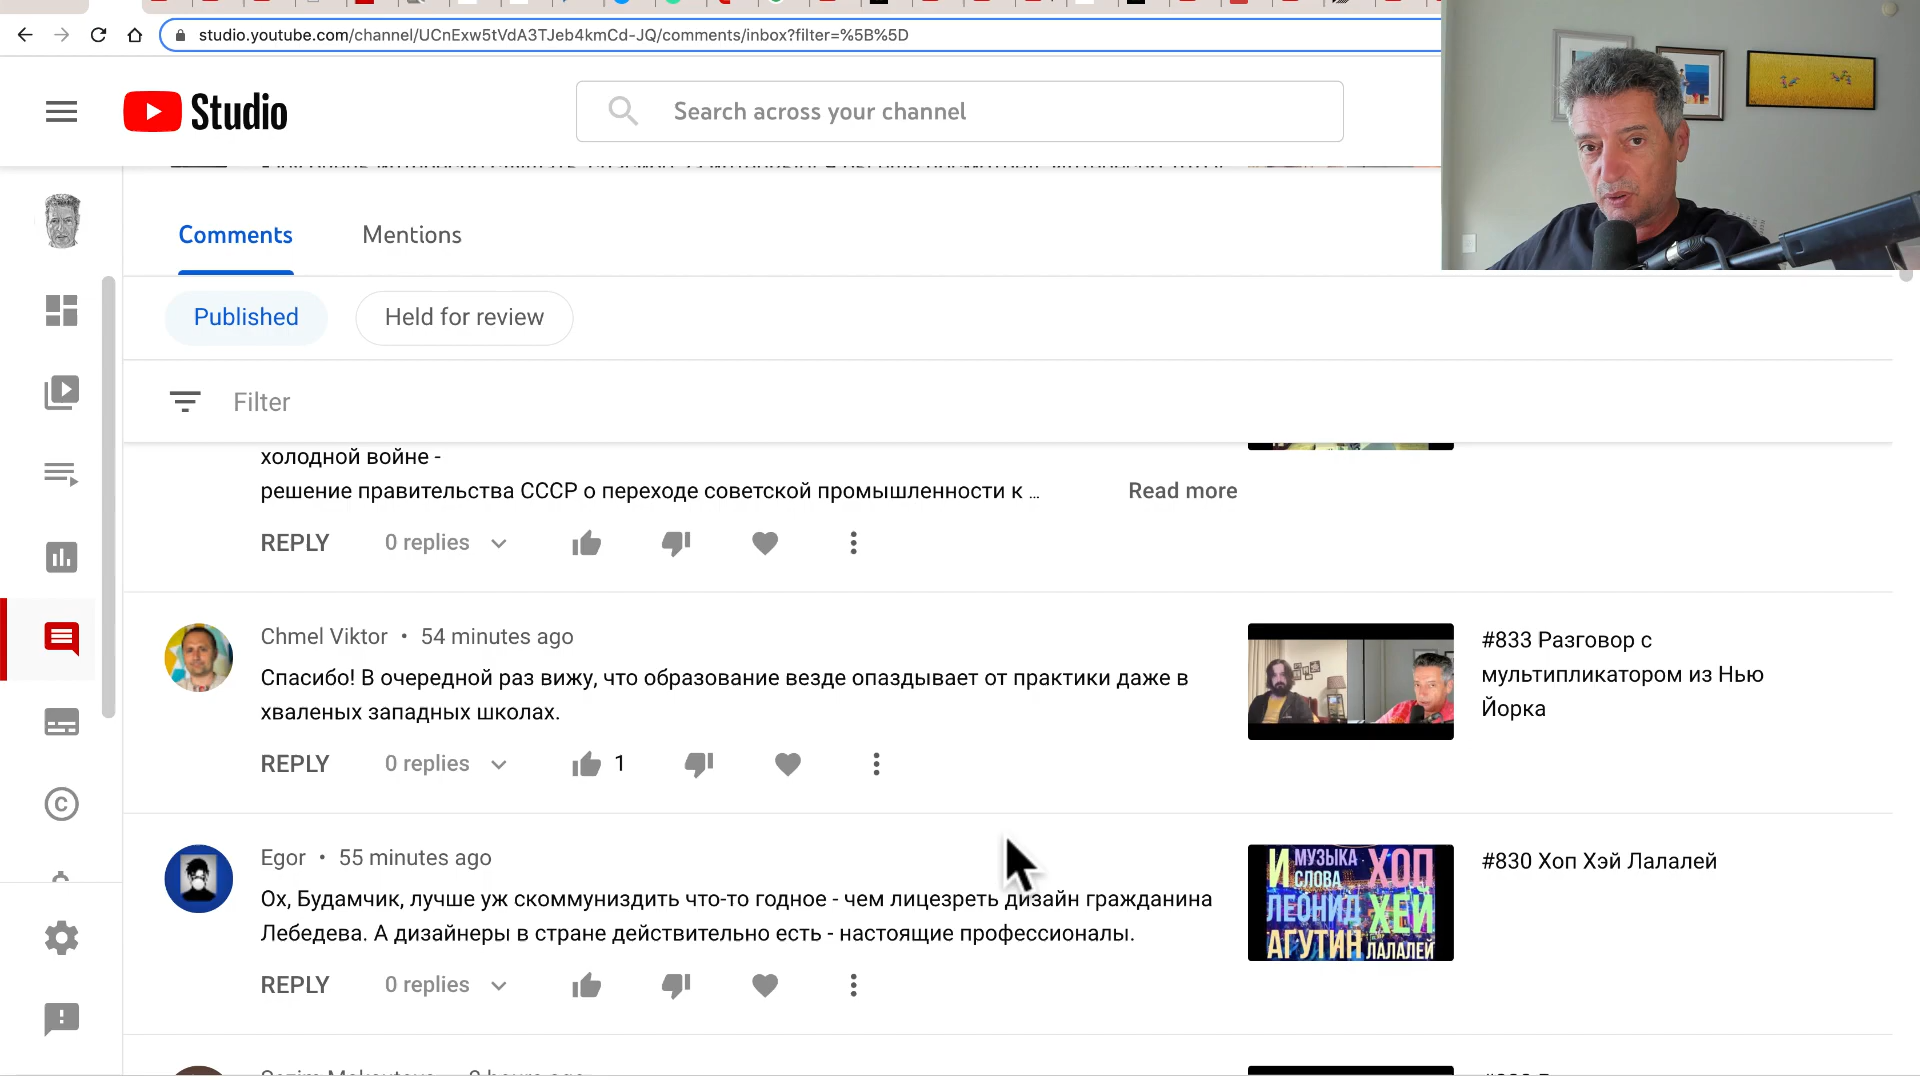 studio.youtube.com/channel/UCnExw5tVdA3TJeb4kmCd-JQ/comments/inbox?filter=%5B%5D
Studio
Search across your channel
Comments
Mentions
Published
Held for review
Filter
холодной войне -
решение правительства СССР о переходе советской промышленности к ...
Read more
REPLY
0 replies
Chmel Viktor • 54 minutes ago
Спасибо! В очередной раз вижу, что образование везде опаздывает от практики даже в
хваленых западных школах.
REPLY
0 replies
1
#833 Разговор с
мультипликатором из Нью
Йорка
Egor • 55 minutes ago
Ох, Будамчик, лучше уж скоммуниздить что-то годное - чем лицезреть дизайн гражданина
Лебедева. А дизайнеры в стране действительно есть - настоящие профессионалы.
REPLY
0 replies
И МУЗЫКА
СЛОВА
ЛЕОНИД
АГУТИН
ХОП
ХЕЙ
ЛАЛАЛЕЙ
#830 Хоп Хэй Лалалей